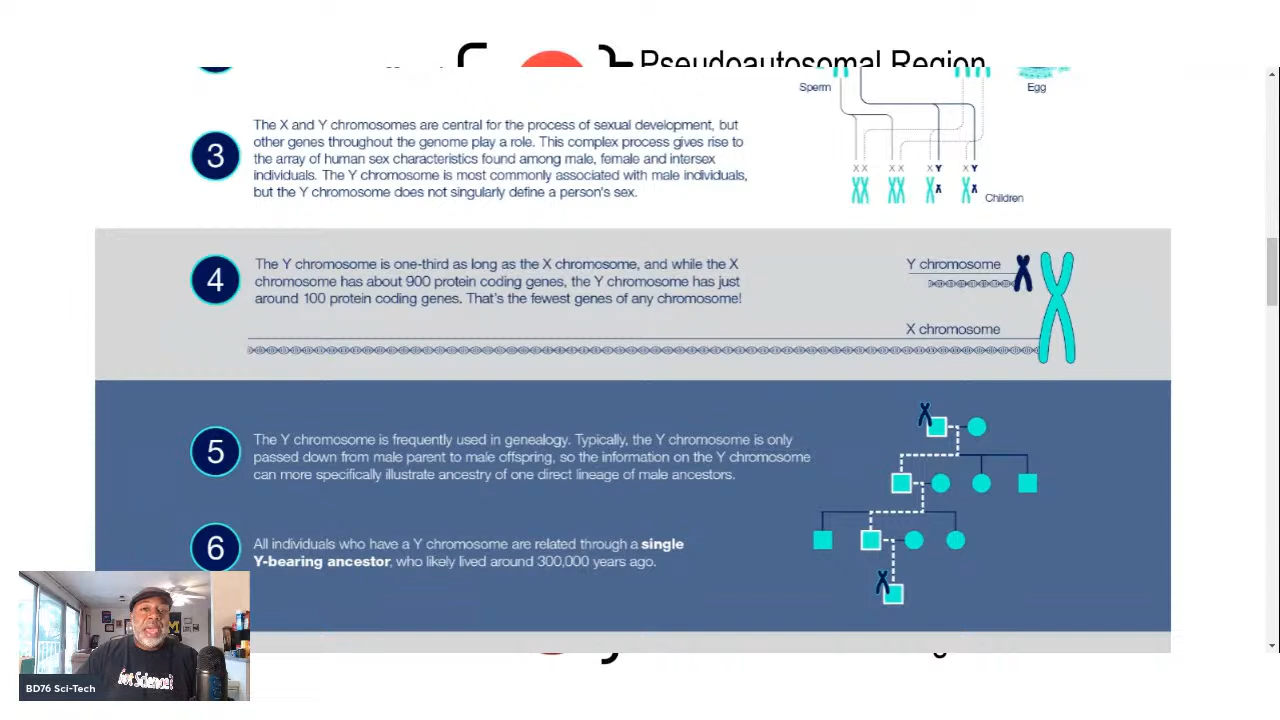 Pseudoautosomal Region
Sperm
Egg
3
The X and Y chromosomes are central for the process of sexual development, but
other genes throughout the genome play a role. This complex process gives rise to
the array of human sex characteristics found among male, female and intersex
individuals. The Y chromosome is most commonly associated with male individuals,
but the Y chromosome does not singularly define a person's sex.
X X X X X Y X Y
Children
4
The Y chromosome is one-third as long as the X chromosome, and while the X
chromosome has about 900 protein coding genes, the Y chromosome has just
around 100 protein coding genes. That's the fewest genes of any chromosome!
Y chromosome
X chromosome
5
The Y chromosome is frequently used in genealogy. Typically, the Y chromosome is only
passed down from male parent to male offspring, so the information on the Y chromosome
can more specifically illustrate ancestry of one direct lineage of male ancestors.
6
All individuals who have a Y chromosome are related through a single
Y-bearing ancestor, who likely lived around 300,000 years ago.
M
Got Science?
BD76 Sci-Tech